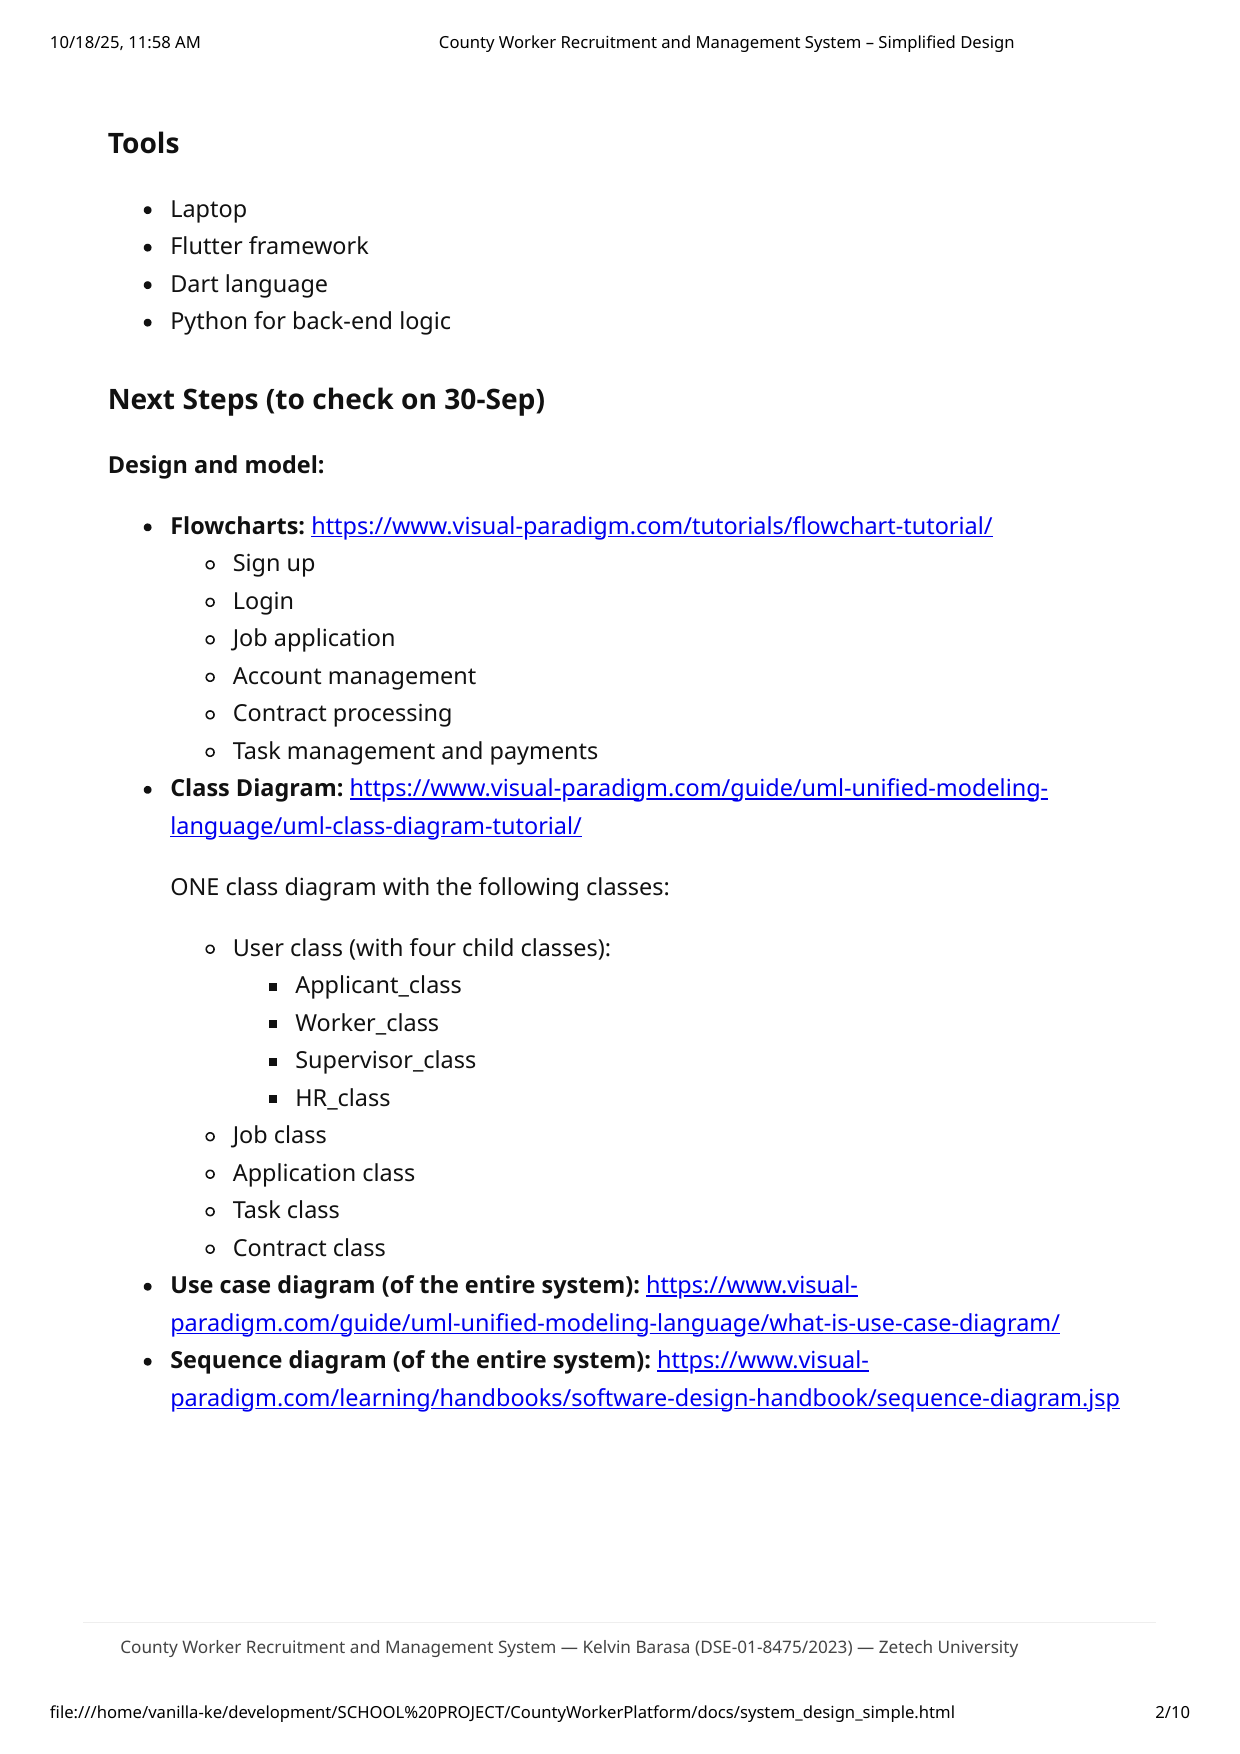 10/18/25, 11:58 AM County Worker Recruitment and Management System – Simplified Design
Tools
• Laptop
• Flutter framework
• Dart language
• Python for back-end logic
Next Steps (to check on 30-Sep)
Design and model:
• Flowcharts: https://www.visual-paradigm.com/tutorials/flowchart-tutorial/
◦ Sign up
◦ Login
◦ Job application
◦ Account management
◦ Contract processing
◦ Task management and payments
• Class Diagram: https://www.visual-paradigm.com/guide/uml-unified-modeling-
language/uml-class-diagram-tutorial/
ONE class diagram with the following classes:
◦ User class (with four child classes):
▪ Applicant_class
▪ Worker_class
▪ Supervisor_class
▪ HR_class
◦ Job class
◦ Application class
◦ Task class
◦ Contract class
• Use case diagram (of the entire system): https://www.visual-
paradigm.com/guide/uml-unified-modeling-language/what-is-use-case-diagram/
• Sequence diagram (of the entire system): https://www.visual-
paradigm.com/learning/handbooks/software-design-handbook/sequence-diagram.jsp
County Worker Recruitment and Management System — Kelvin Barasa (DSE-01-8475/2023) — Zetech University
file:///home/vanilla-ke/development/SCHOOL%20PROJECT/CountyWorkerPlatform/docs/system_design_simple.html 2/10